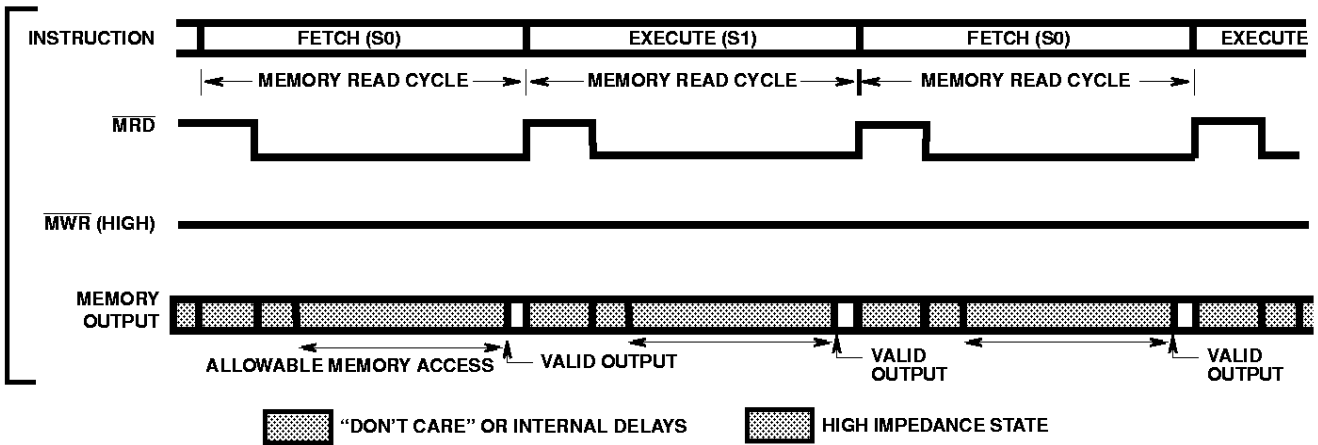 INSTRUCTION FETCH (S0) EXECUTE (S1) FETCH (S0) EXECUTE
MEMORY READ CYCLE MEMORY READ CYCLE MEMORY READ CYCLE
MRD
MWR (HIGH)
MEMORY
OUTPUT
ALLOWABLE MEMORY ACCESS VALID OUTPUT VALID
OUTPUT
VALID
OUTPUT
"DON'T CARE" OR INTERNAL DELAYS HIGH IMPEDANCE STATE